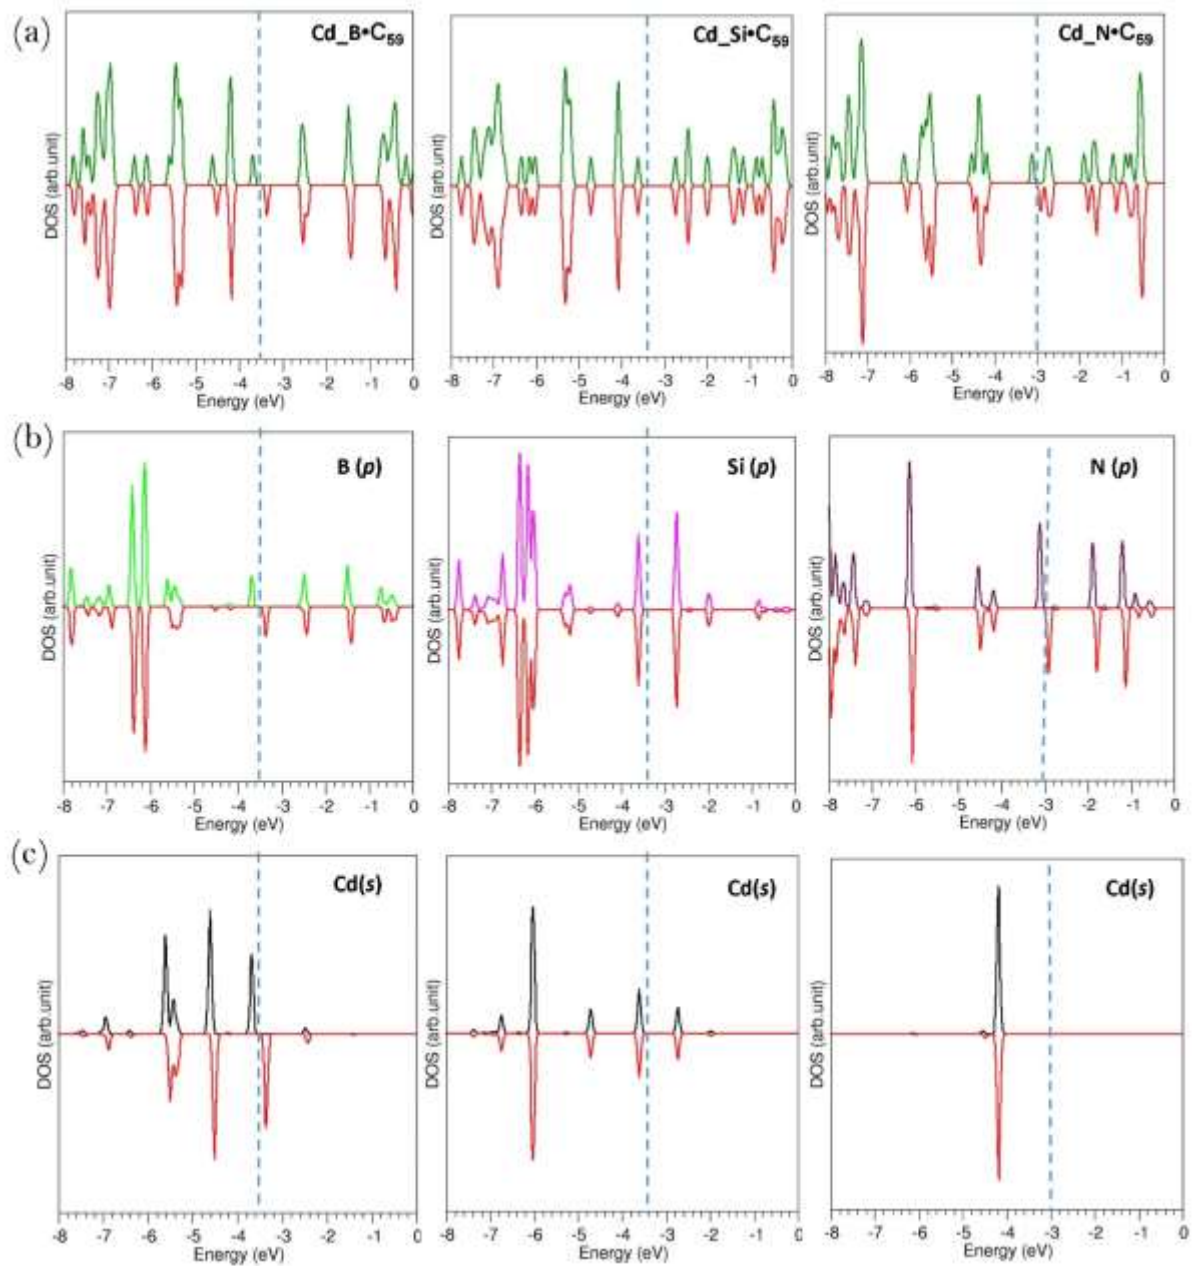 (a)
Cd_B•C₅₉
Cd_Si•C₅₉
Cd_N•C₅₉
DOS (arb.unit)
DOS (arb.unit)
DOS (arb.unit)
-8 -7 -6 -5 -4 -3 -2 -1 0
-8 -7 -6 -5 -4 -3 -2 -1 0
-8 -7 -6 -5 -4 -3 -2 -1 0
Energy (eV)
Energy (eV)
Energy (eV)
(b)
B (p)
Si (p)
N (p)
DOS (arb.unit)
DOS (arb.unit)
DOS (arb.unit)
-8 -7 -6 -5 -4 -3 -2 -1 0
-8 -7 -6 -5 -4 -3 -2 -1 0
-8 -7 -6 -5 -4 -3 -2 -1 0
Energy (eV)
Energy (eV)
Energy (eV)
(c)
Cd(s)
Cd(s)
Cd(s)
DOS (arb.unit)
DOS (arb.unit)
DOS (arb.unit)
-8 -7 -6 -5 -4 -3 -2 -1 0
-8 -7 -6 -5 -4 -3 -2 -1 0
-8 -7 -6 -5 -4 -3 -2 -1 0
Energy (eV)
Energy (eV)
Energy (eV)